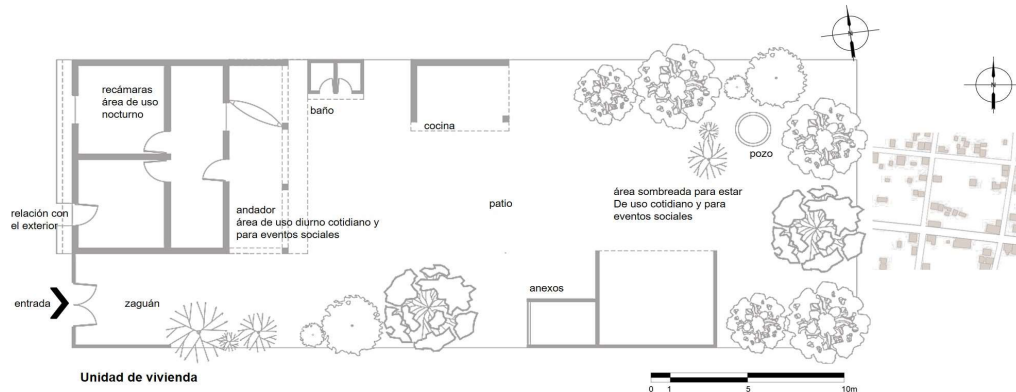 recámaras
área de uso
nocturno
baño
cocina
pozo
relación con
el exterior
andador
área de uso diurno cotidiano y
para eventos sociales
patio
área sombreada para estar
De uso cotidiano y para
eventos sociales
entrada
zaguán
anexos
Unidad de vivienda
0 1 5 10m
N
N